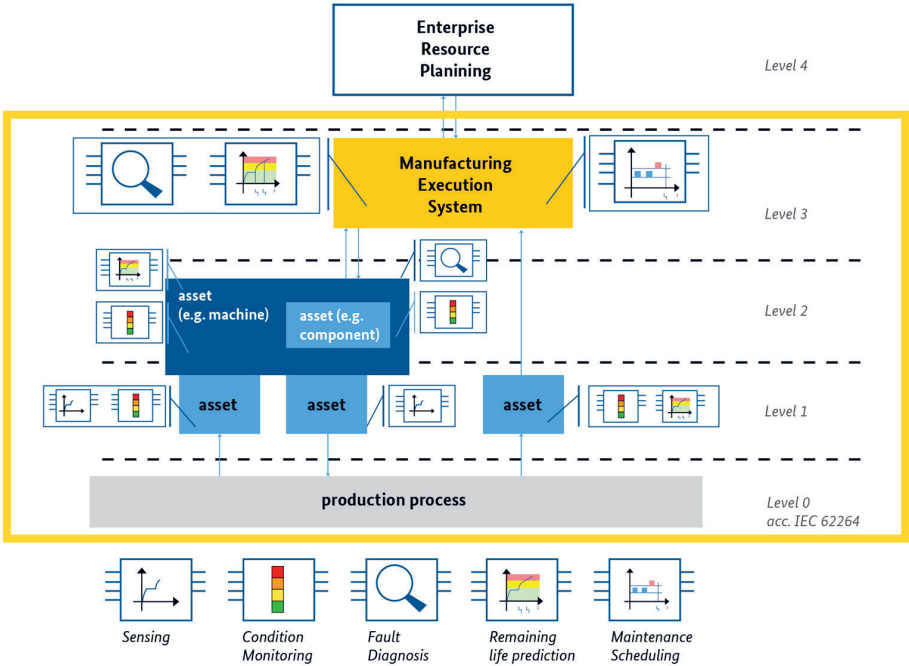 Enterprise
Resource
Planining
Level 4
Manufacturing
Execution
System
Level 3
asset
(e.g. machine)
asset (e.g.
component)
Level 2
asset
asset
asset
Level 1
production process
Level 0
acc. IEC 62264
Sensing
Condition
Monitoring
Fault
Diagnosis
Remaining
life prediction
Maintenance
Scheduling